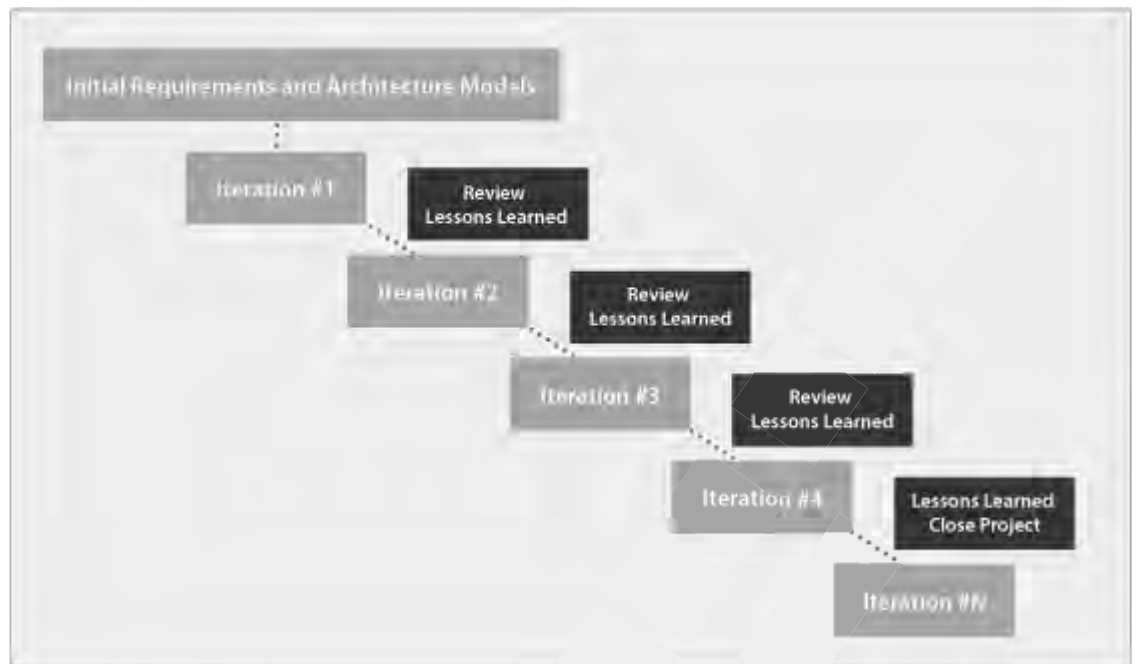 Initial Requirements and Architecture Models
Iteration #1
Review
Lessons Learned
Iteration #2
Review
Lessons Learned
Iteration #3
Review
Lessons Learned
Iteration #4
Lessons Learned
Close Project
Iteration #N